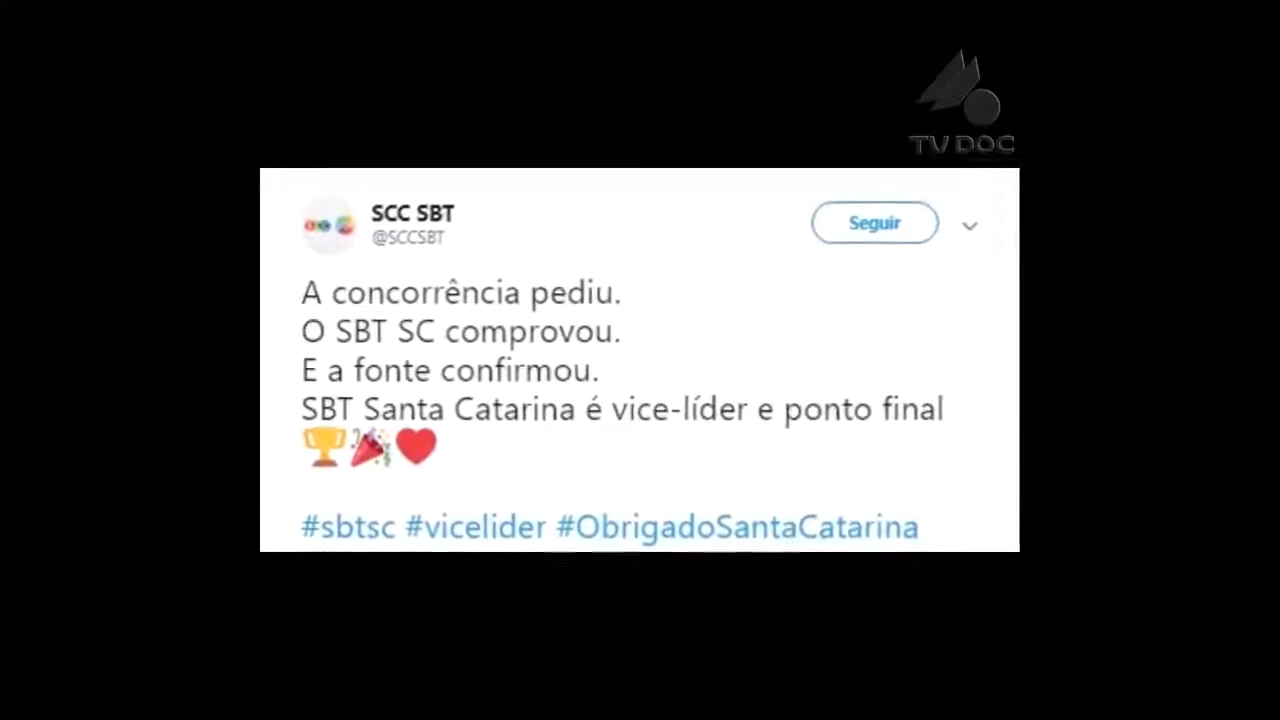 TV DOC
SCC SBT
@SCCSBT
Seguir
A concorrência pediu.
O SBT SC comprovou.
E a fonte confirmou.
SBT Santa Catarina é vice-líder e ponto final
🏆🎉❤️
#sbtsc #vicelider #ObrigadoSantaCatarina